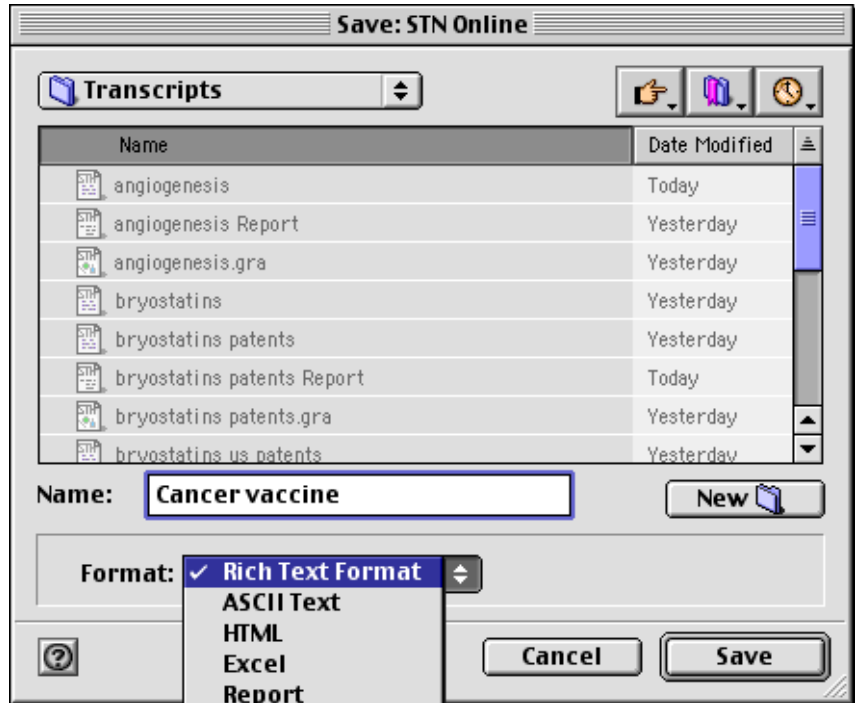 Save: STN Online
Transcripts
Name Date Modified
angiogenesis Today
angiogenesis Report Yesterday
angiogenesis.gra Yesterday
bryostatins Yesterday
bryostatins patents Yesterday
bryostatins patents Report Today
bryostatins patents.gra Yesterday
bryostatins us patents Yesterday
Name: Cancer vaccine New
Format: ✓ Rich Text Format
ASCII Text
HTML
Excel
Report
Cancel Save